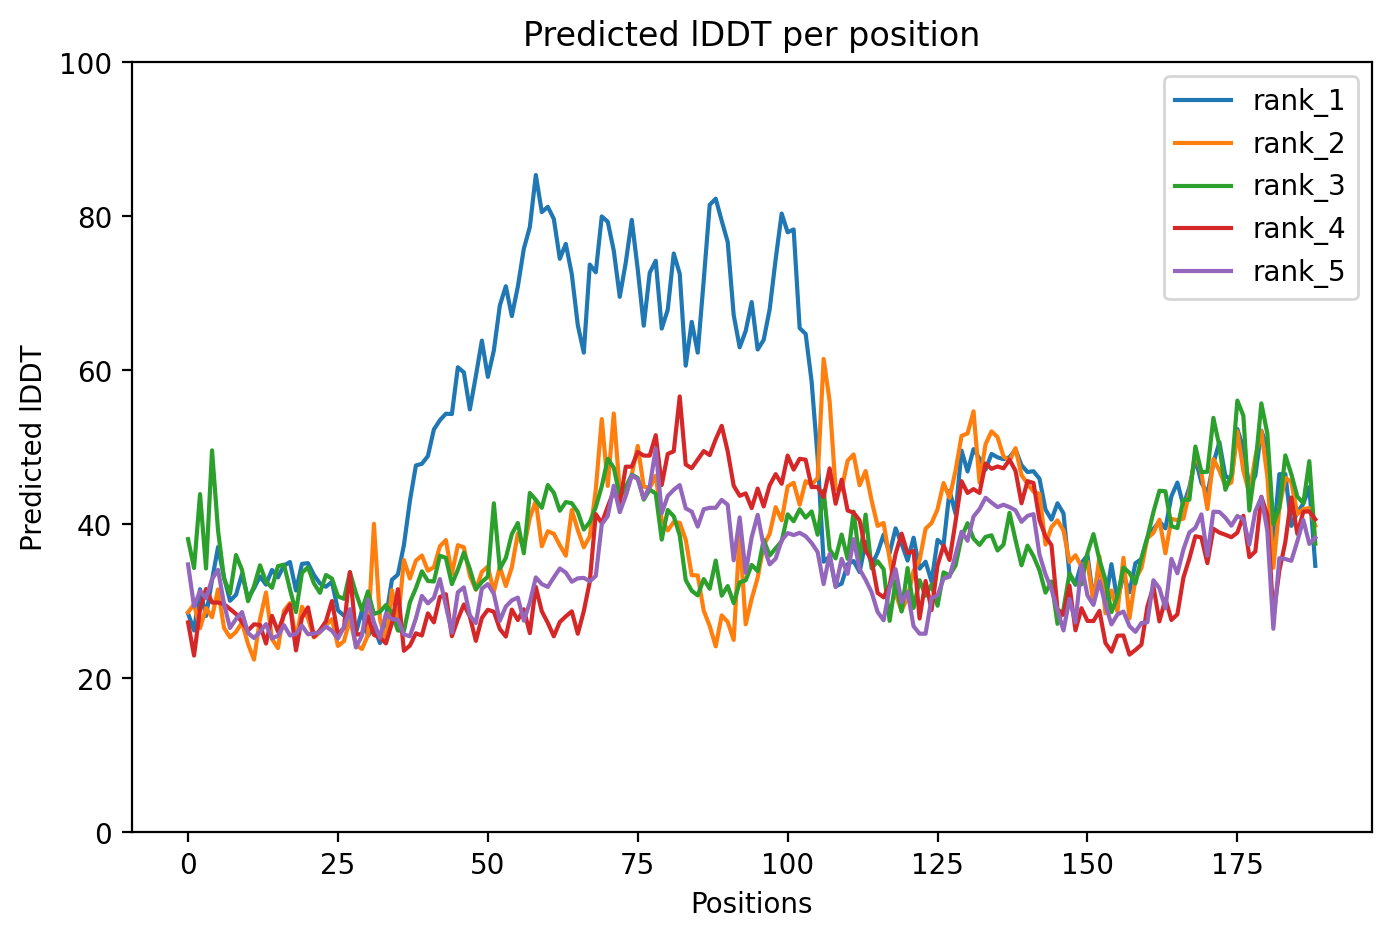 Predicted lDDT per position
Predicted lDDT
100
80
60
40
20
0
0 25 50 75 100 125 150 175
Positions
rank_1
rank_2
rank_3
rank_4
rank_5